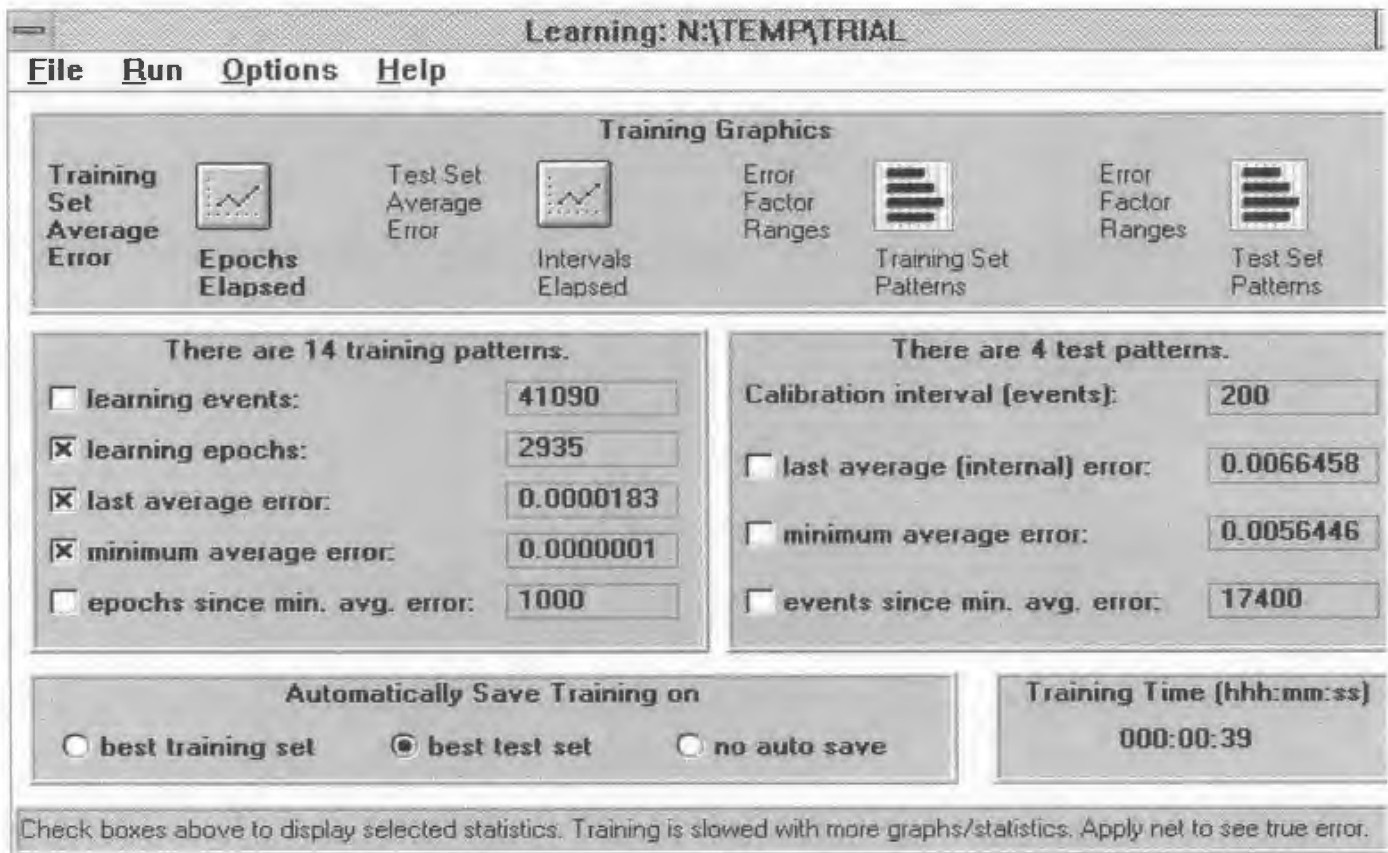 Learning: N:\TEMP\TRIAL
File Run Options Help
Training Graphics
Training
Set
Average
Error
Epochs
Elapsed
Test Set
Average
Error
Intervals
Elapsed
Error
Factor
Ranges
Training Set
Patterns
Error
Factor
Ranges
Test Set
Patterns
There are 14 training patterns.
learning events: 41090
learning epochs: 2935
last average error: 0.0000183
minimum average error: 0.0000001
epochs since min. avg. error: 1000
There are 4 test patterns.
Calibration interval (events): 200
last average (internal) error: 0.0066458
minimum average error: 0.0056446
events since min. avg. error: 17400
Automatically Save Training on
best training set best test set no auto save
Training Time (hhh:mm:ss)
000:00:39
Check boxes above to display selected statistics. Training is slowed with more graphs/statistics. Apply net to see true error.